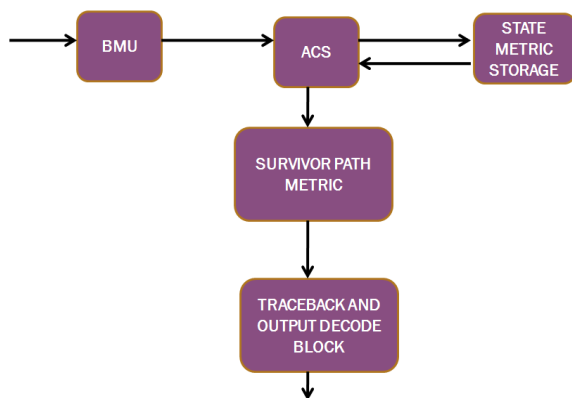 BMU
ACS
STATE
METRIC
STORAGE
SURVIVOR PATH
METRIC
TRACEBACK AND
OUTPUT DECODE
BLOCK